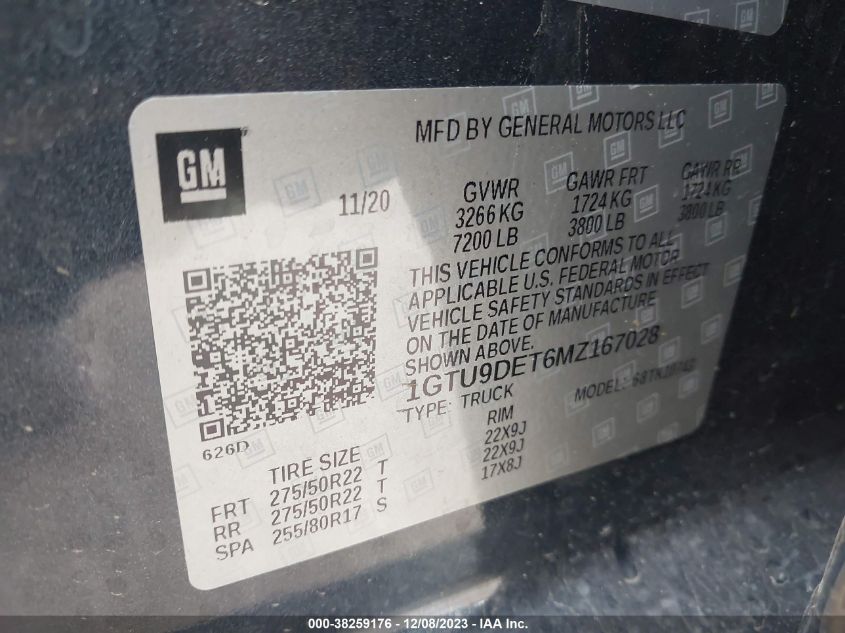 GM
MFD BY GENERAL MOTORS LLC
GM
11/20
GVWR GAWR FRT GAWR RR
3266 KG 1724 KG 1724 KG
7200 LB 3800 LB 3800 LB
THIS VEHICLE CONFORMS TO ALL
APPLICABLE U.S. FEDERAL MOTOR
VEHICLE SAFETY STANDARDS IN EFFECT
ON THE DATE OF MANUFACTURE
SHOWN ABOVE.
1GTU9DET6MZ167028
TYPE: TRUCK MODEL:
626D
TIRE SIZE RIM
FRT 275/50R22 T 22X9J
RR 275/50R22 T 22X9J
SPA 255/80R17 S 17X8J
000-38259176 - 12/08/2023 - IAA Inc.